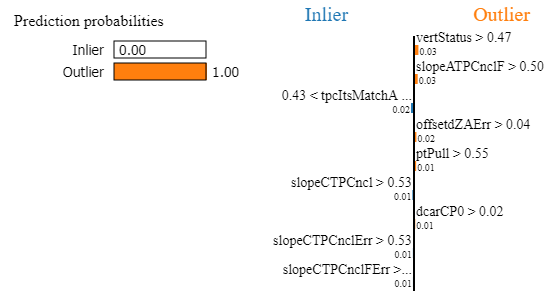 Prediction probabilities
Inlier 0.00
Outlier 1.00
Inlier Outlier
vertStatus > 0.47
0.03
slopeATPCnclF > 0.50
0.03
0.43 < tpcItsMatchA ...
0.02
offsetdZAErr > 0.04
0.02
ptPull > 0.55
0.01
slopeCTPCncl > 0.53
0.01
dcarCP0 > 0.02
0.01
slopeCTPCnclErr > 0.53
0.01
slopeCTPCnclFErr >...
0.01